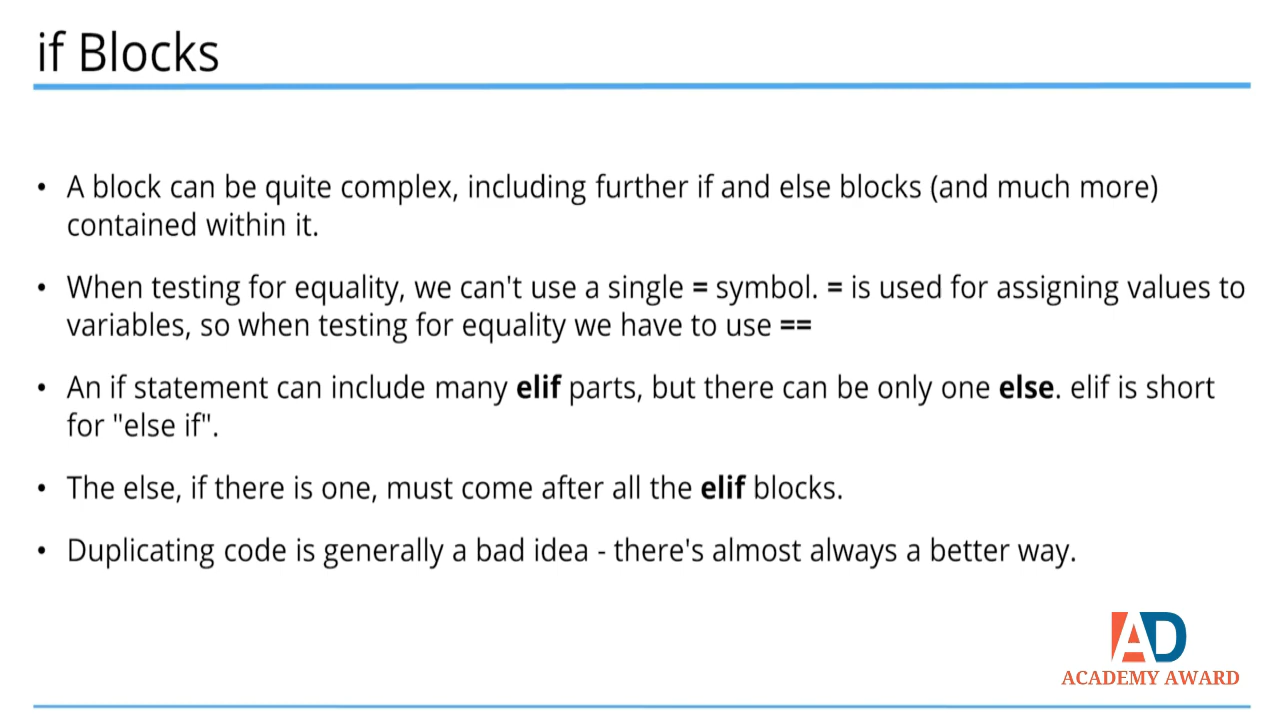 if Blocks
• A block can be quite complex, including further if and else blocks (and much more)
contained within it.
• When testing for equality, we can't use a single = symbol. = is used for assigning values to
variables, so when testing for equality we have to use ==
• An if statement can include many elif parts, but there can be only one else. elif is short
for "else if".
• The else, if there is one, must come after all the elif blocks.
• Duplicating code is generally a bad idea - there's almost always a better way.
AD
ACADEMY AWARD